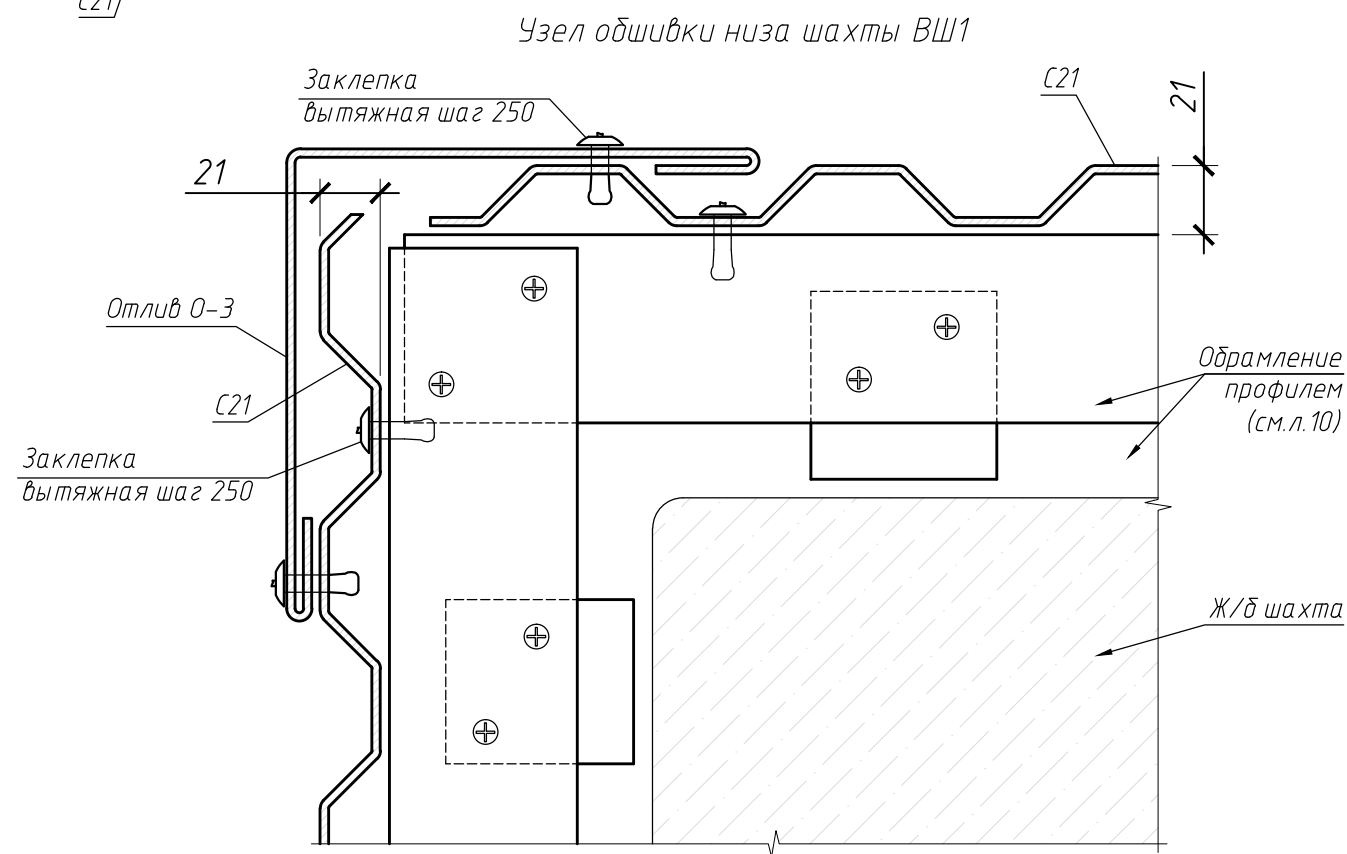 С21
Узел обшивки низа шахты ВШ1
Заклепка
вытяжная шаг 250
С21
21
21
Отлив О-3
С21
Обрамление
профилем
(см.л.10)
Заклепка
вытяжная шаг 250
Ж/б шахта